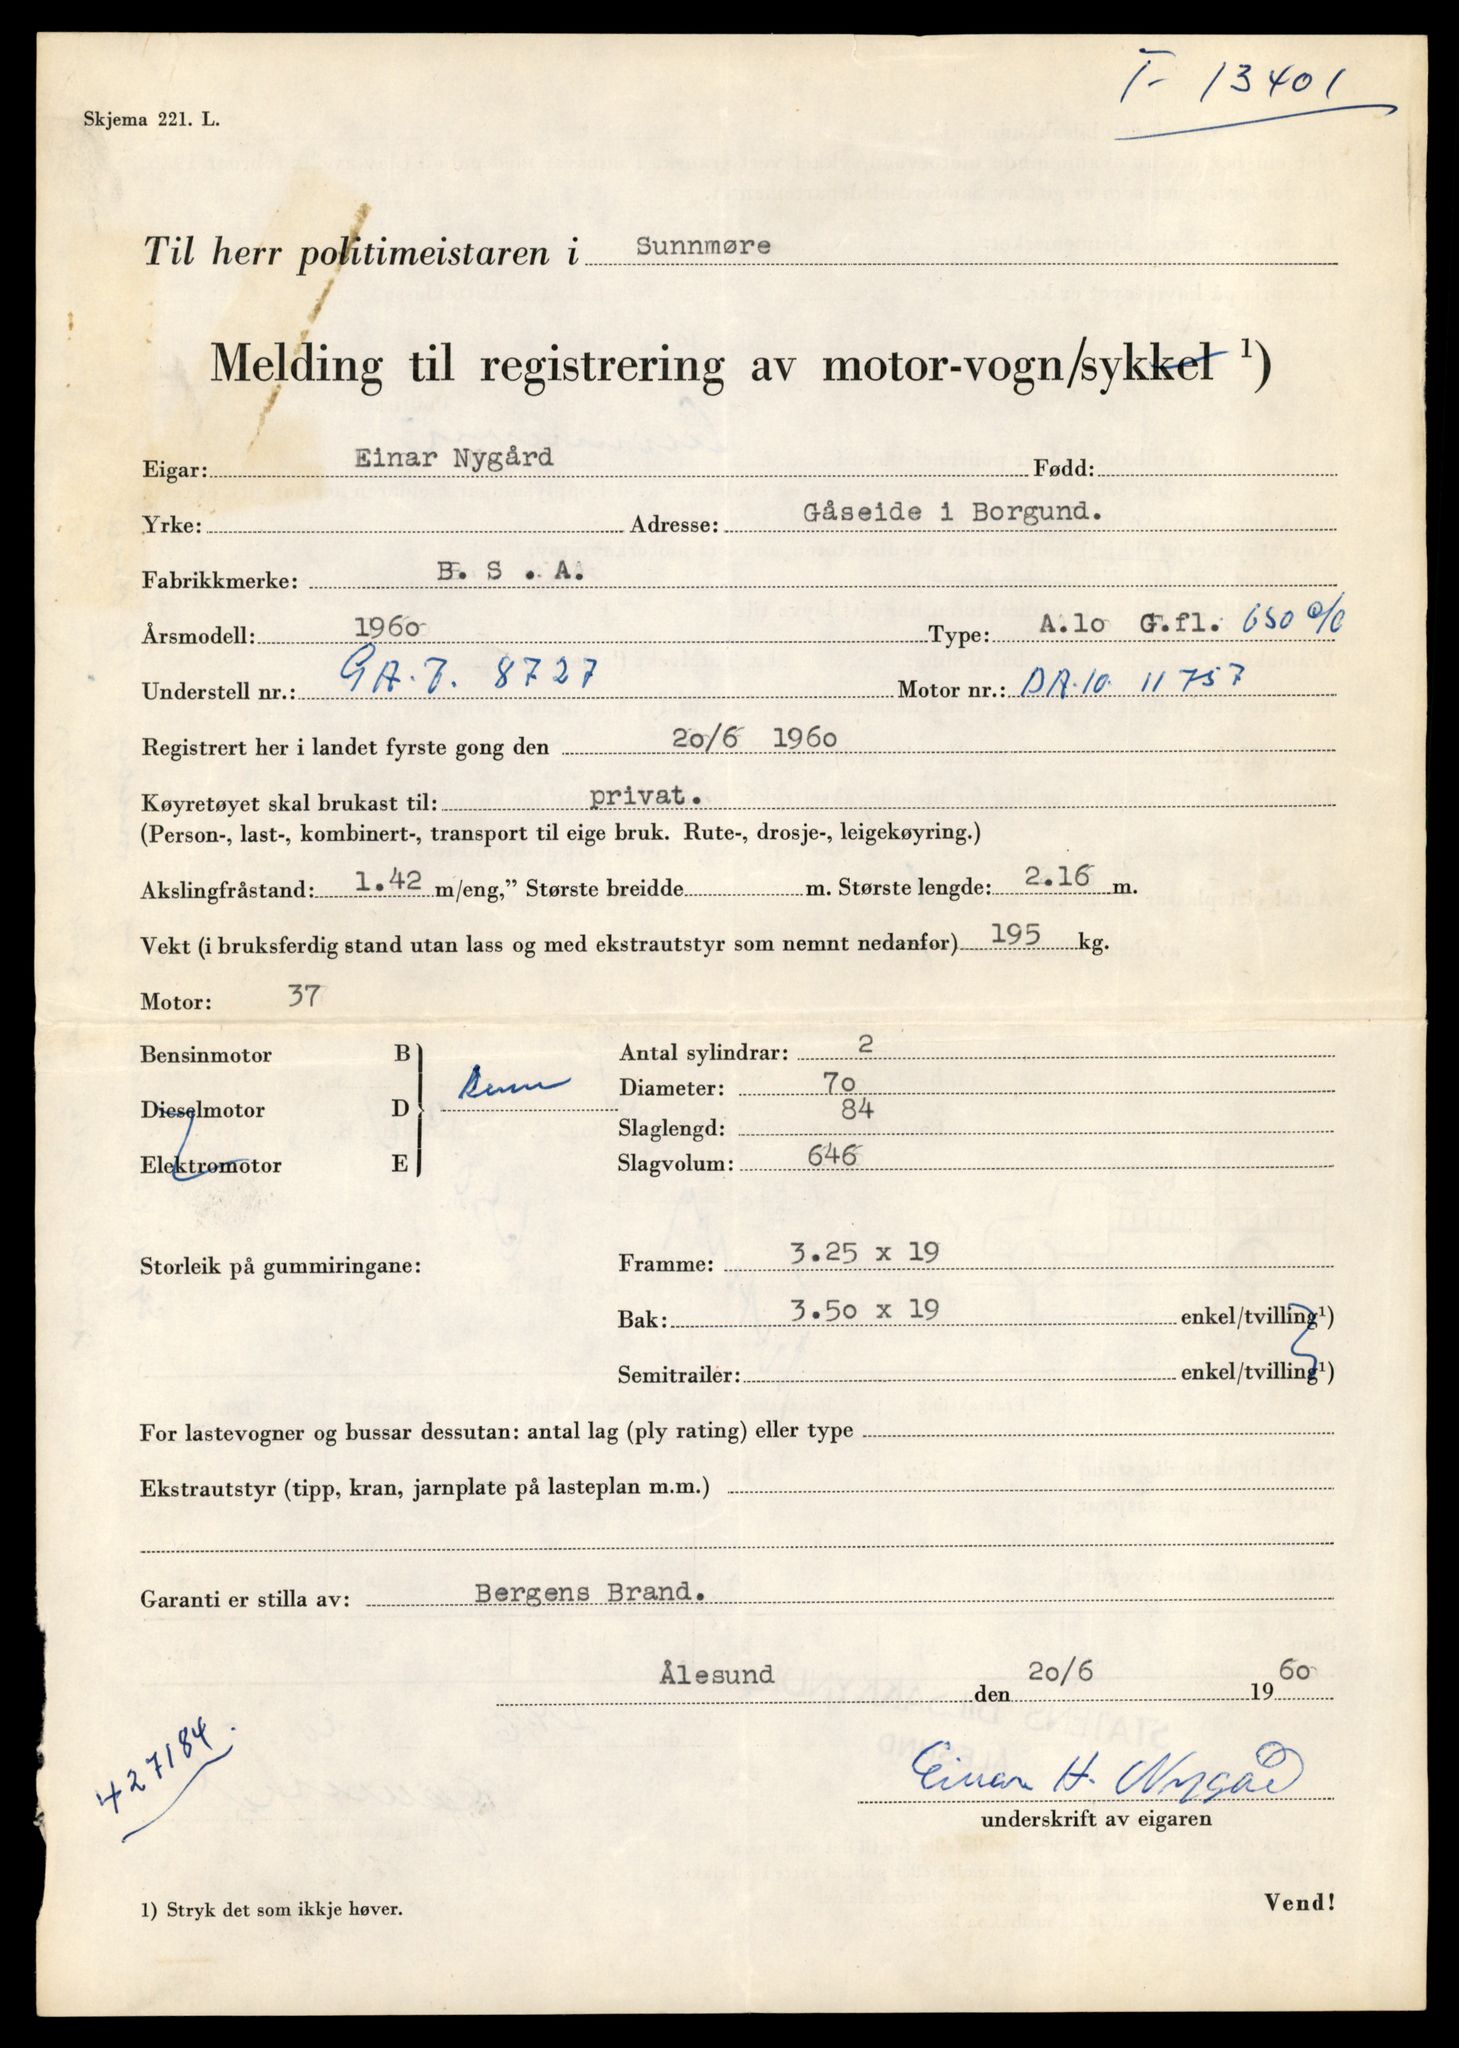 T- 13401
Skjema 221. L.
Til herr politimeistaren i Sunnmøre
Melding til registrering av motor-vogn/sykkel ¹)
Eigar: Einar Nygård Fødd:
Yrke: Adresse: Gåseide i Borgund.
Fabrikkmerke: B. S . A.
Årsmodell: 1960 Type: A.10 G.fl. 650 c/c
Understell nr.: GA.7. 8727 Motor nr.: DA.10. 11757
Registrert her i landet fyrste gong den 20/6 1960
Køyretøyet skal brukast til: privat.
(Person-, last-, kombinert-, transport til eige bruk. Rute-, drosje-, leigekøyring.)
Akslingfråstand: 1.42 m/eng,” Største breidde m. Største lengde: 2.16 m.
Vekt (i bruksferdig stand utan lass og med ekstrautstyr som nemnt nedanfor) 195 kg.
Motor: 37
Bensinmotor B Antal sylindrar: 2
Diameter: 70
Dieselmotor D
Slaglengd: 84
Elektromotor E Slagvolum: 646
Storleik på gummiringane: Framme: 3.25 x 19
Bak: 3.50 x 19 enkel/tvilling¹)
Semitrailer: enkel/tvilling¹)
For lastevogner og bussar dessutan: antal lag (ply rating) eller type
Ekstrautstyr (tipp, kran, jarnplate på lasteplan m.m.)
Garanti er stilla av: Bergens Brand.
Ålesund den 20/6 19 60
427184.
Einar H. Nygård
underskrift av eigaren
1) Stryk det som ikkje høver.
Vend!